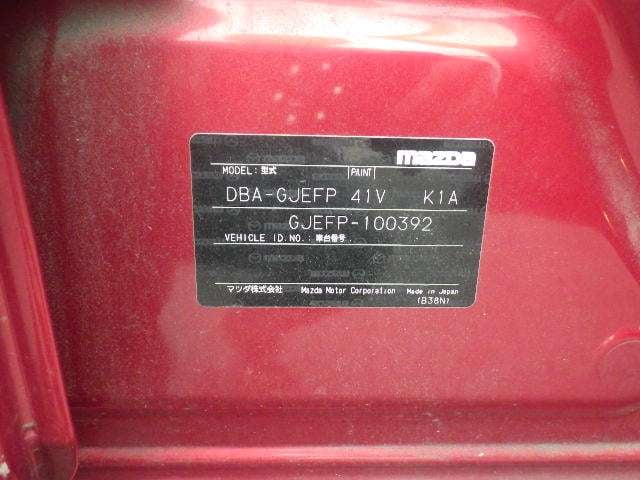 mazda
MODEL: 型式 PAINT
DBA-GJEFP 41V K1A
GJEFP-100392
VEHICLE ID.NO.: 車台番号
マツダ株式会社 Mazda Motor Corporation Made in Japan
(B38N)